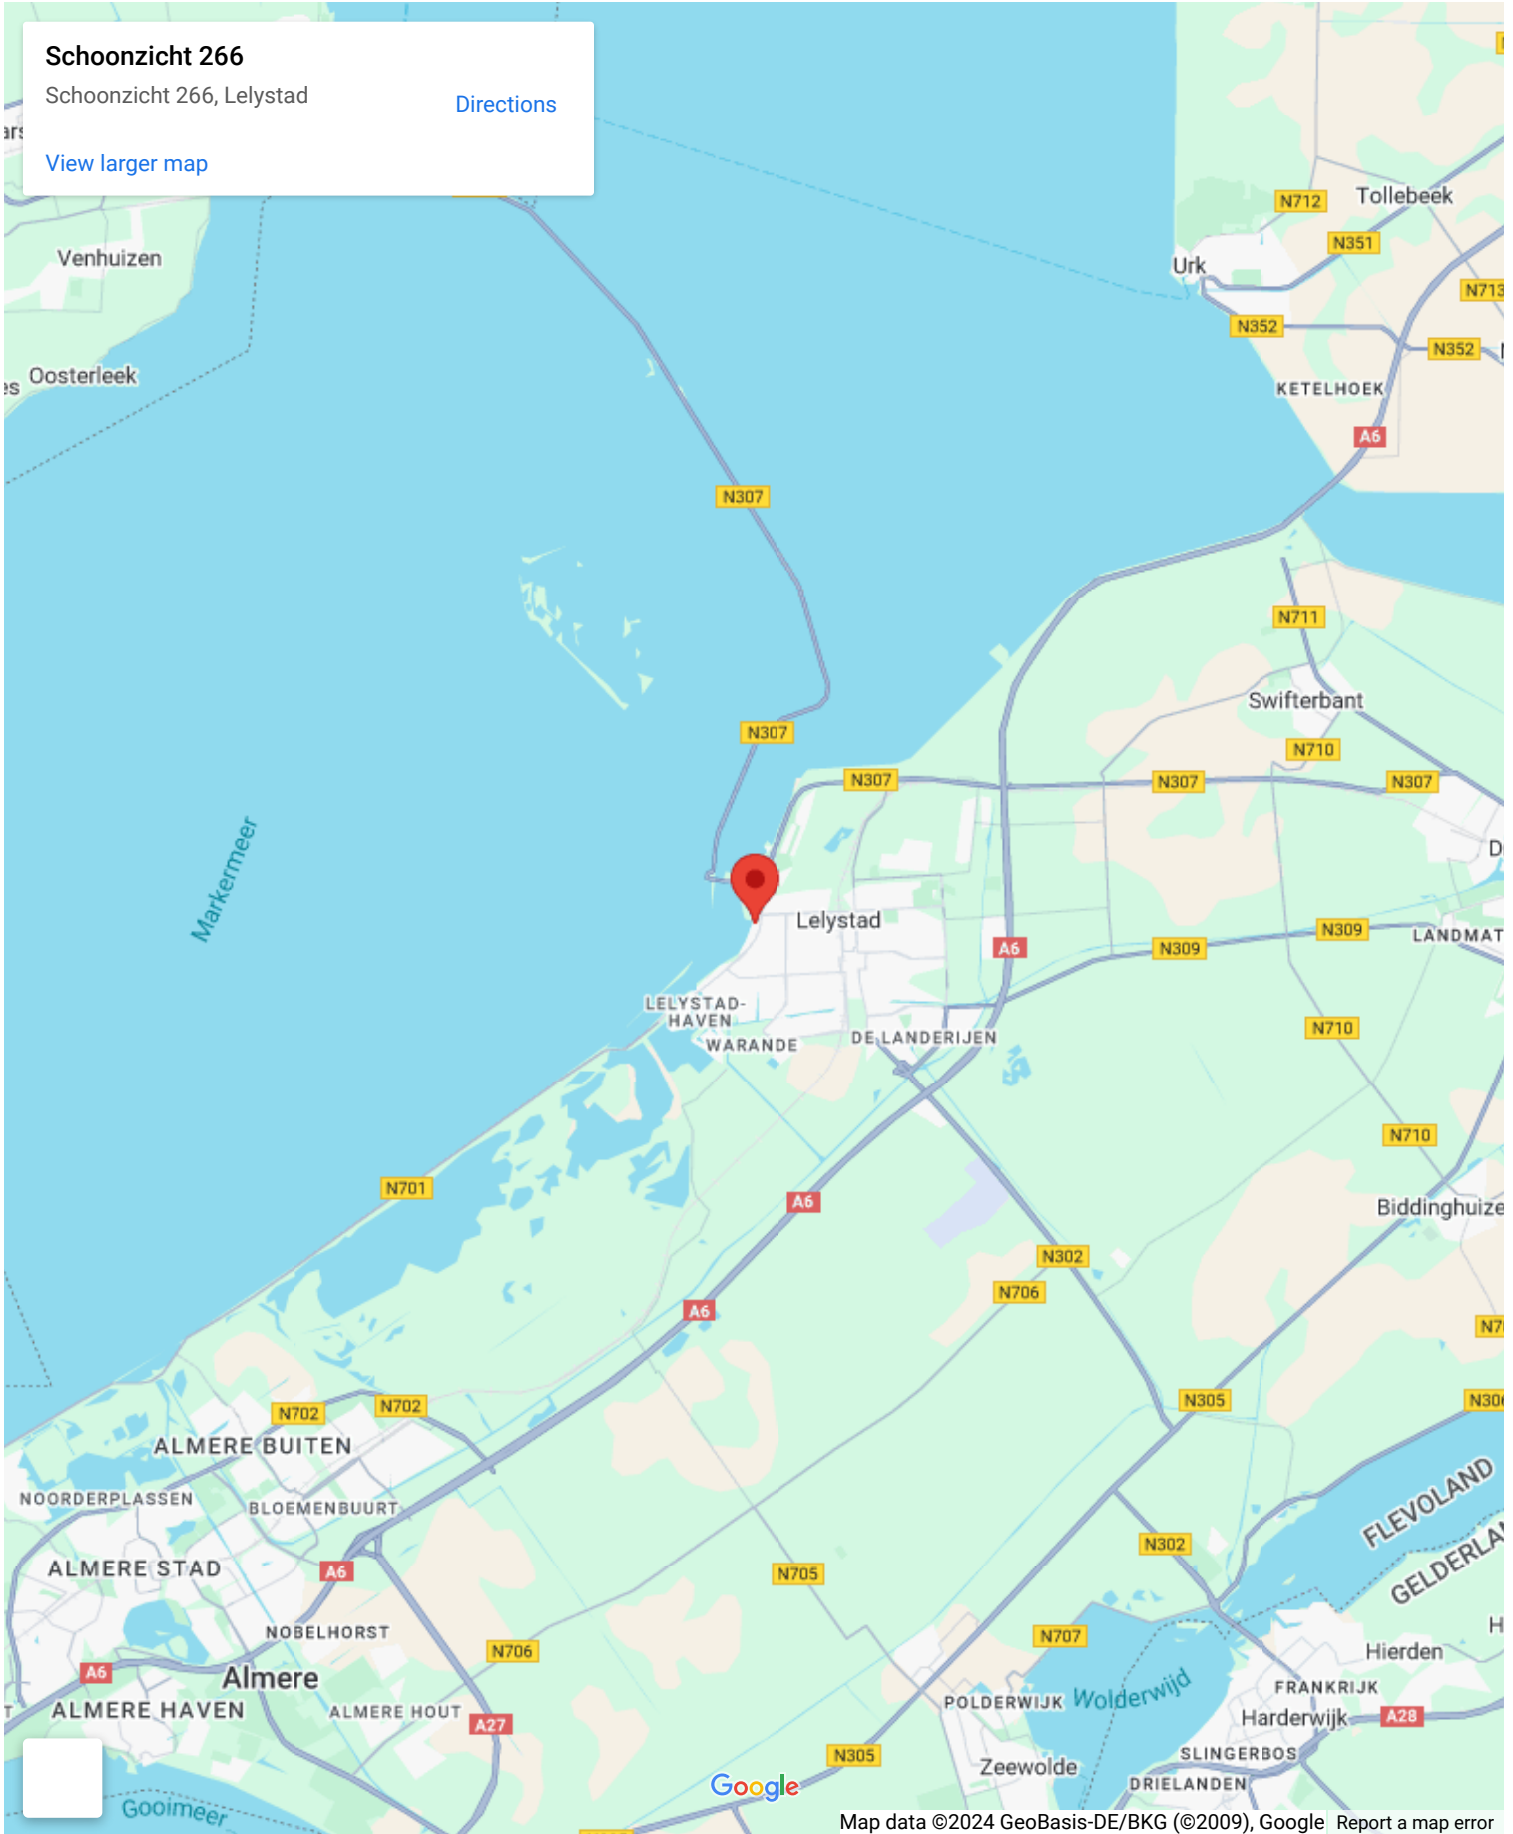 Schoonzicht 266
Schoonzicht 266, Lelystad
Directions
View larger map
N712
Tollebeek
N351
Venhuizen
Urk
N713
N352
N352
Oosterleek
KETELHOEK
A6
N307
N711
Swifterbant
N307
N710
N307
N307
N307
Markermeer
Lelystad
N309
LANDMAT
A6
N309
LELYSTAD-
HAVEN
N710
WARANDE
DE LANDERIJEN
N710
N701
A6
Biddinghuize
N302
N706
A6
N305
N702
N702
ALMERE BUITEN
NOORDERPLASSEN
BLOEMENBUURT
FLEVOLAND
N302
ALMERE STAD
A6
N705
GELDERLAN
NOBELHORST
N707
N706
Hierden
A6
Almere
FRANKRIJK
POLDERWIJK
Wolderwijd
ALMERE HAVEN
ALMERE HOUT
A27
Harderwijk
A28
N305
SLINGERBOS
Zeewolde
DRIELANDEN
Google
Gooimeer
Map data ©2024 GeoBasis-DE/BKG (©2009), Google
Report a map error